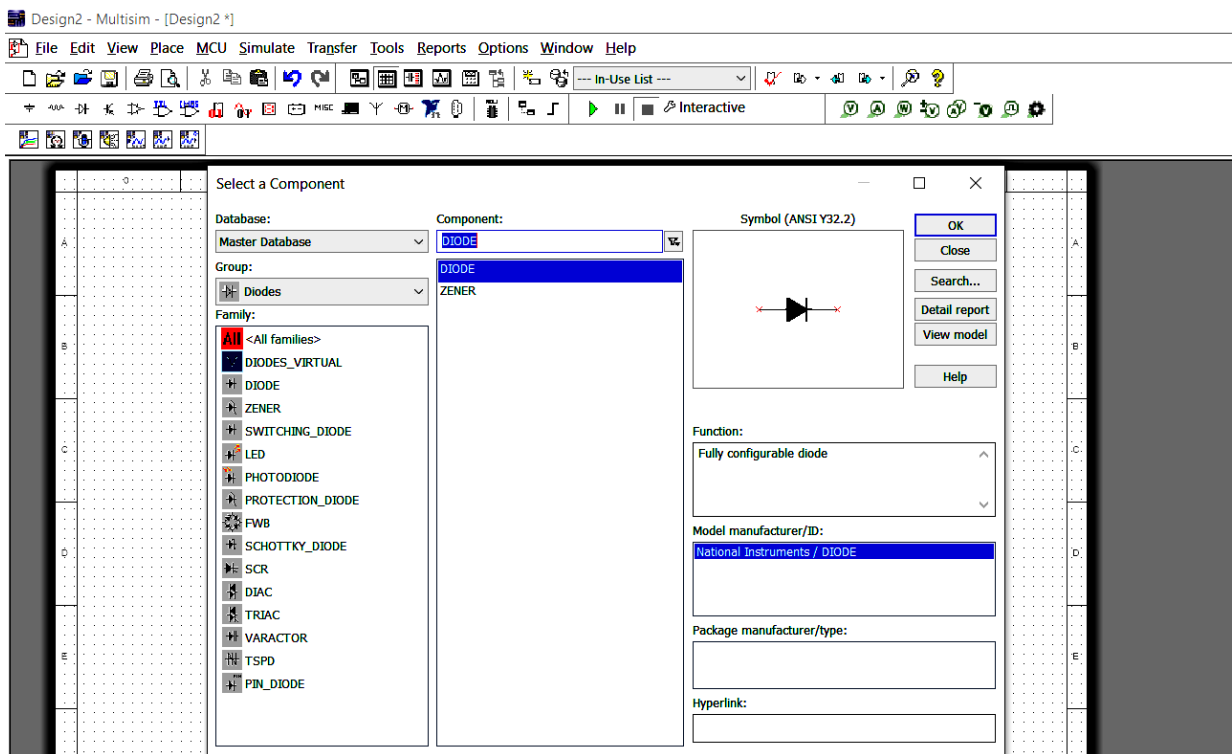 Design2 - Multisim - [Design2 *]
File Edit View Place MCU Simulate Transfer Tools Reports Options Window Help
--- In-Use List ---
MISC
Interactive
Select a Component
Database:
Master Database
Group:
Diodes
Family:
All <All families>
DIODES_VIRTUAL
DIODE
ZENER
SWITCHING_DIODE
LED
PHOTODIODE
PROTECTION_DIODE
FWB
SCHOTTKY_DIODE
SCR
DIAC
TRIAC
VARACTOR
TSPD
PIN_DIODE
Component:
DIODE
DIODE
ZENER
Symbol (ANSI Y32.2)
OK
Close
Search...
Detail report
View model
Help
Function:
Fully configurable diode
Model manufacturer/ID:
National Instruments / DIODE
Package manufacturer/type:
Hyperlink:
0
A
B
C
D
E
A
B
C
D
E